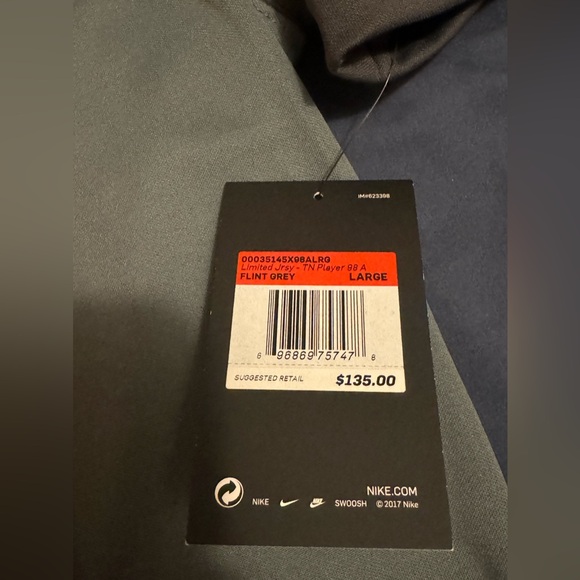 IM#623398
00035145X98ALRG
Limited Jrsy - TN Player 98 A
FLINT GREY LARGE
6 96869 75747 6
SUGGESTED RETAIL $135.00
NIKE.COM
NIKE SWOOSH © 2017 Nike